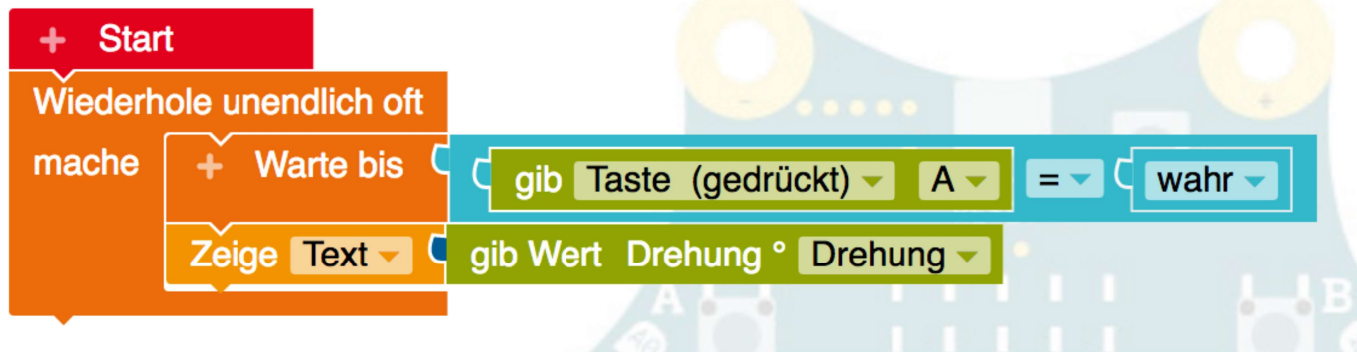 + Start
Wiederhole unendlich oft
mache + Warte bis gib Taste (gedrückt) A = wahr
Zeige Text gib Wert Drehung ° Drehung
A B